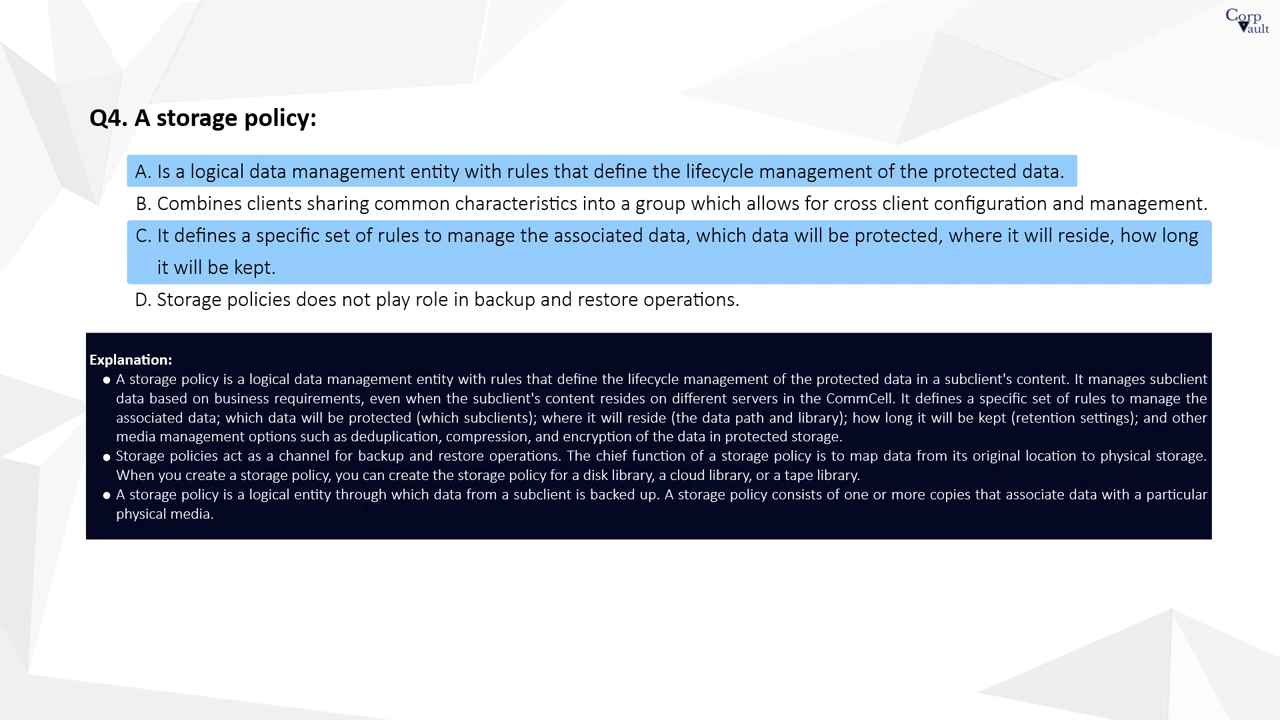 Corp
Vault
Q4. A storage policy:
A. Is a logical data management entity with rules that define the lifecycle management of the protected data.
B. Combines clients sharing common characteristics into a group which allows for cross client configuration and management.
C. It defines a specific set of rules to manage the associated data, which data will be protected, where it will reside, how long
it will be kept.
D. Storage policies does not play role in backup and restore operations.
Explanation:
● A storage policy is a logical data management entity with rules that define the lifecycle management of the protected data in a subclient's content. It manages subclient
data based on business requirements, even when the subclient's content resides on different servers in the CommCell. It defines a specific set of rules to manage the
associated data; which data will be protected (which subclients); where it will reside (the data path and library); how long it will be kept (retention settings); and other
media management options such as deduplication, compression, and encryption of the data in protected storage.
● Storage policies act as a channel for backup and restore operations. The chief function of a storage policy is to map data from its original location to physical storage.
When you create a storage policy, you can create the storage policy for a disk library, a cloud library, or a tape library.
● A storage policy is a logical entity through which data from a subclient is backed up. A storage policy consists of one or more copies that associate data with a particular
physical media.